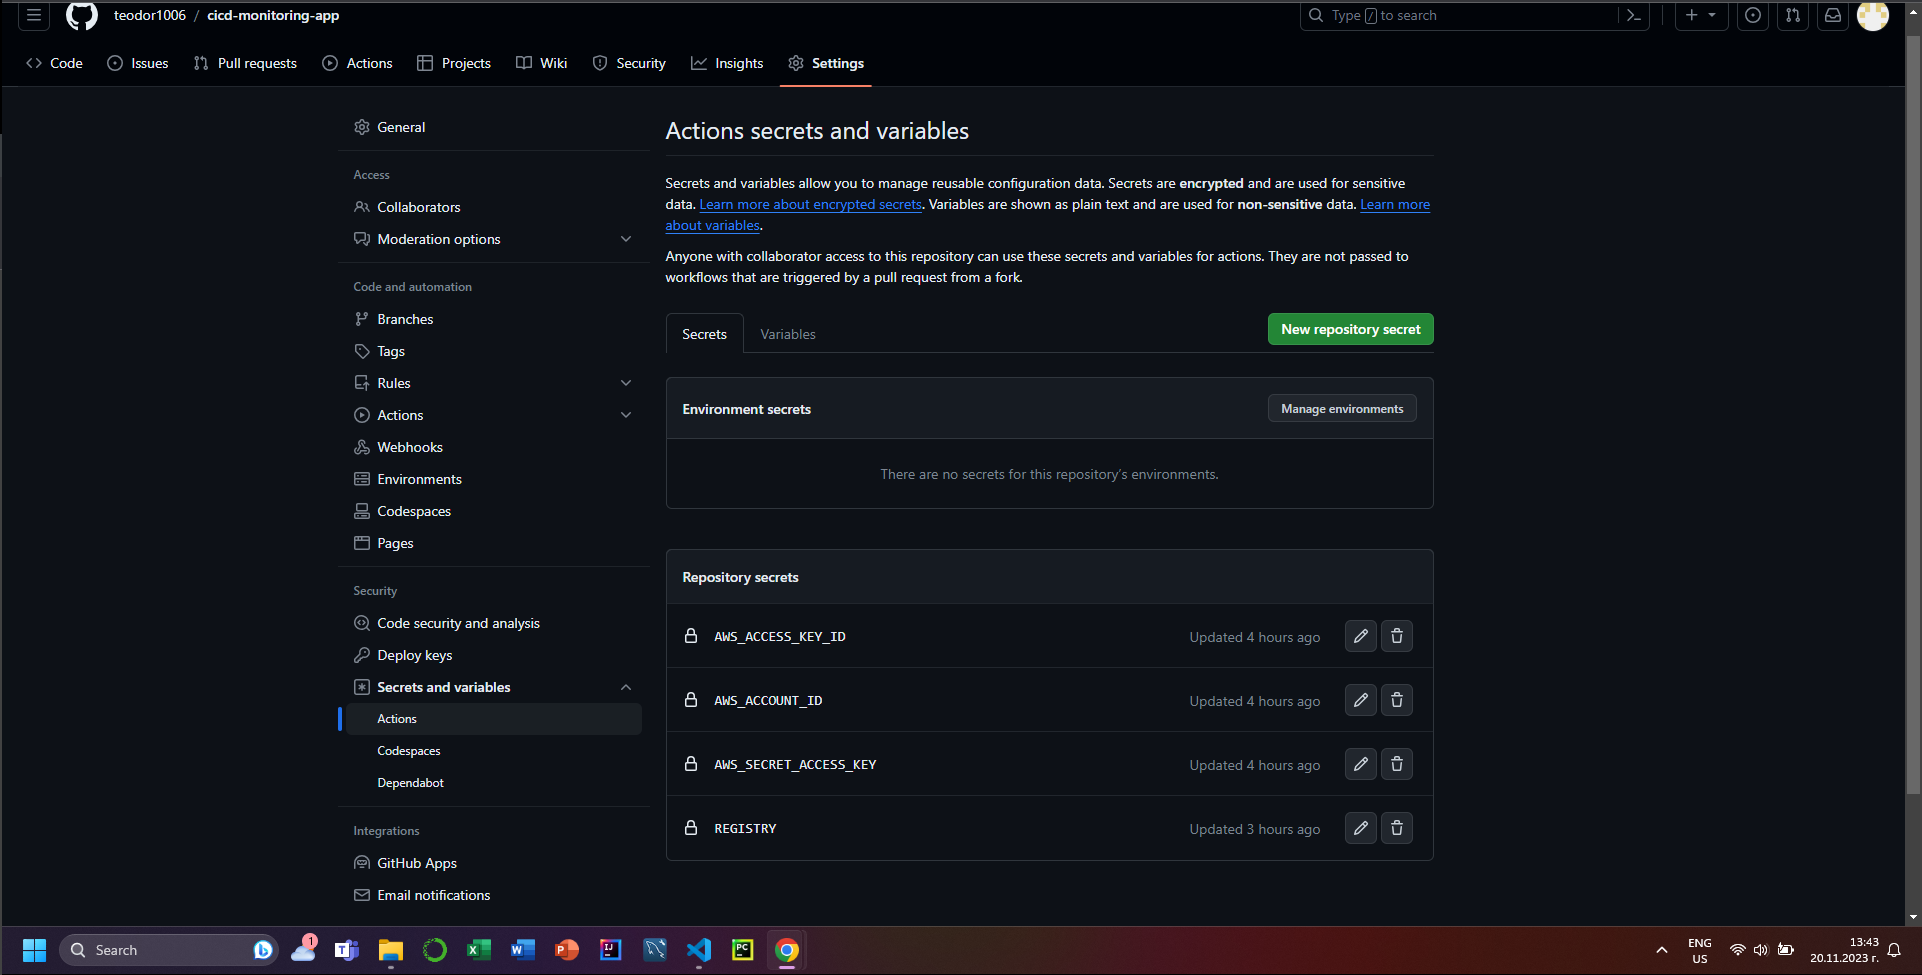 teodor1006 / cicd-monitoring-app
Type / to search
Code
Issues
Pull requests
Actions
Projects
Wiki
Security
Insights
Settings
General
Access
Collaborators
Moderation options
Code and automation
Branches
Tags
Rules
Actions
Webhooks
Environments
Codespaces
Pages
Security
Code security and analysis
Deploy keys
Secrets and variables
Actions
Codespaces
Dependabot
Integrations
GitHub Apps
Email notifications
Actions secrets and variables
Secrets and variables allow you to manage reusable configuration data. Secrets are encrypted and are used for sensitive
data. Learn more about encrypted secrets. Variables are shown as plain text and are used for non-sensitive data. Learn more
about variables.
Anyone with collaborator access to this repository can use these secrets and variables for actions. They are not passed to
workflows that are triggered by a pull request from a fork.
Secrets
Variables
New repository secret
Environment secrets
Manage environments
There are no secrets for this repository's environments.
Repository secrets
AWS_ACCESS_KEY_ID
Updated 4 hours ago
AWS_ACCOUNT_ID
Updated 4 hours ago
AWS_SECRET_ACCESS_KEY
Updated 4 hours ago
REGISTRY
Updated 3 hours ago
Search
1
T
X
W
P
IJ
PC
ENG
US
13:43
20.11.2023 г.